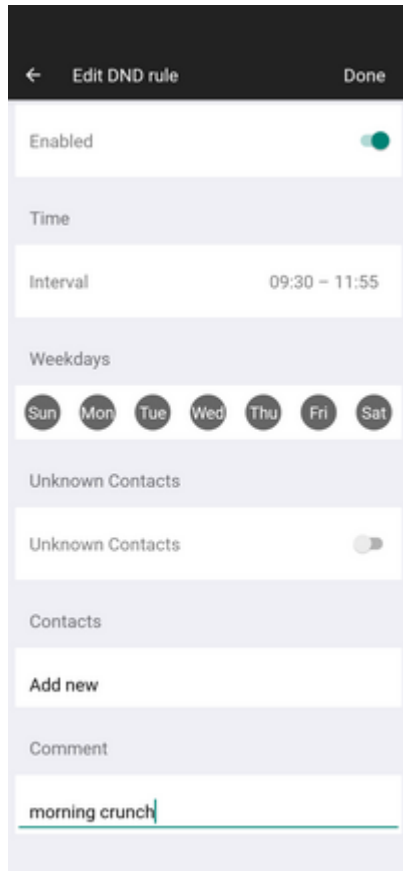 Edit DND rule Done
Enabled
Time
Interval 09:30 – 11:55
Weekdays
Sun Mon Tue Wed Thu Fri Sat
Unknown Contacts
Unknown Contacts
Contacts
Add new
Comment
morning crunch